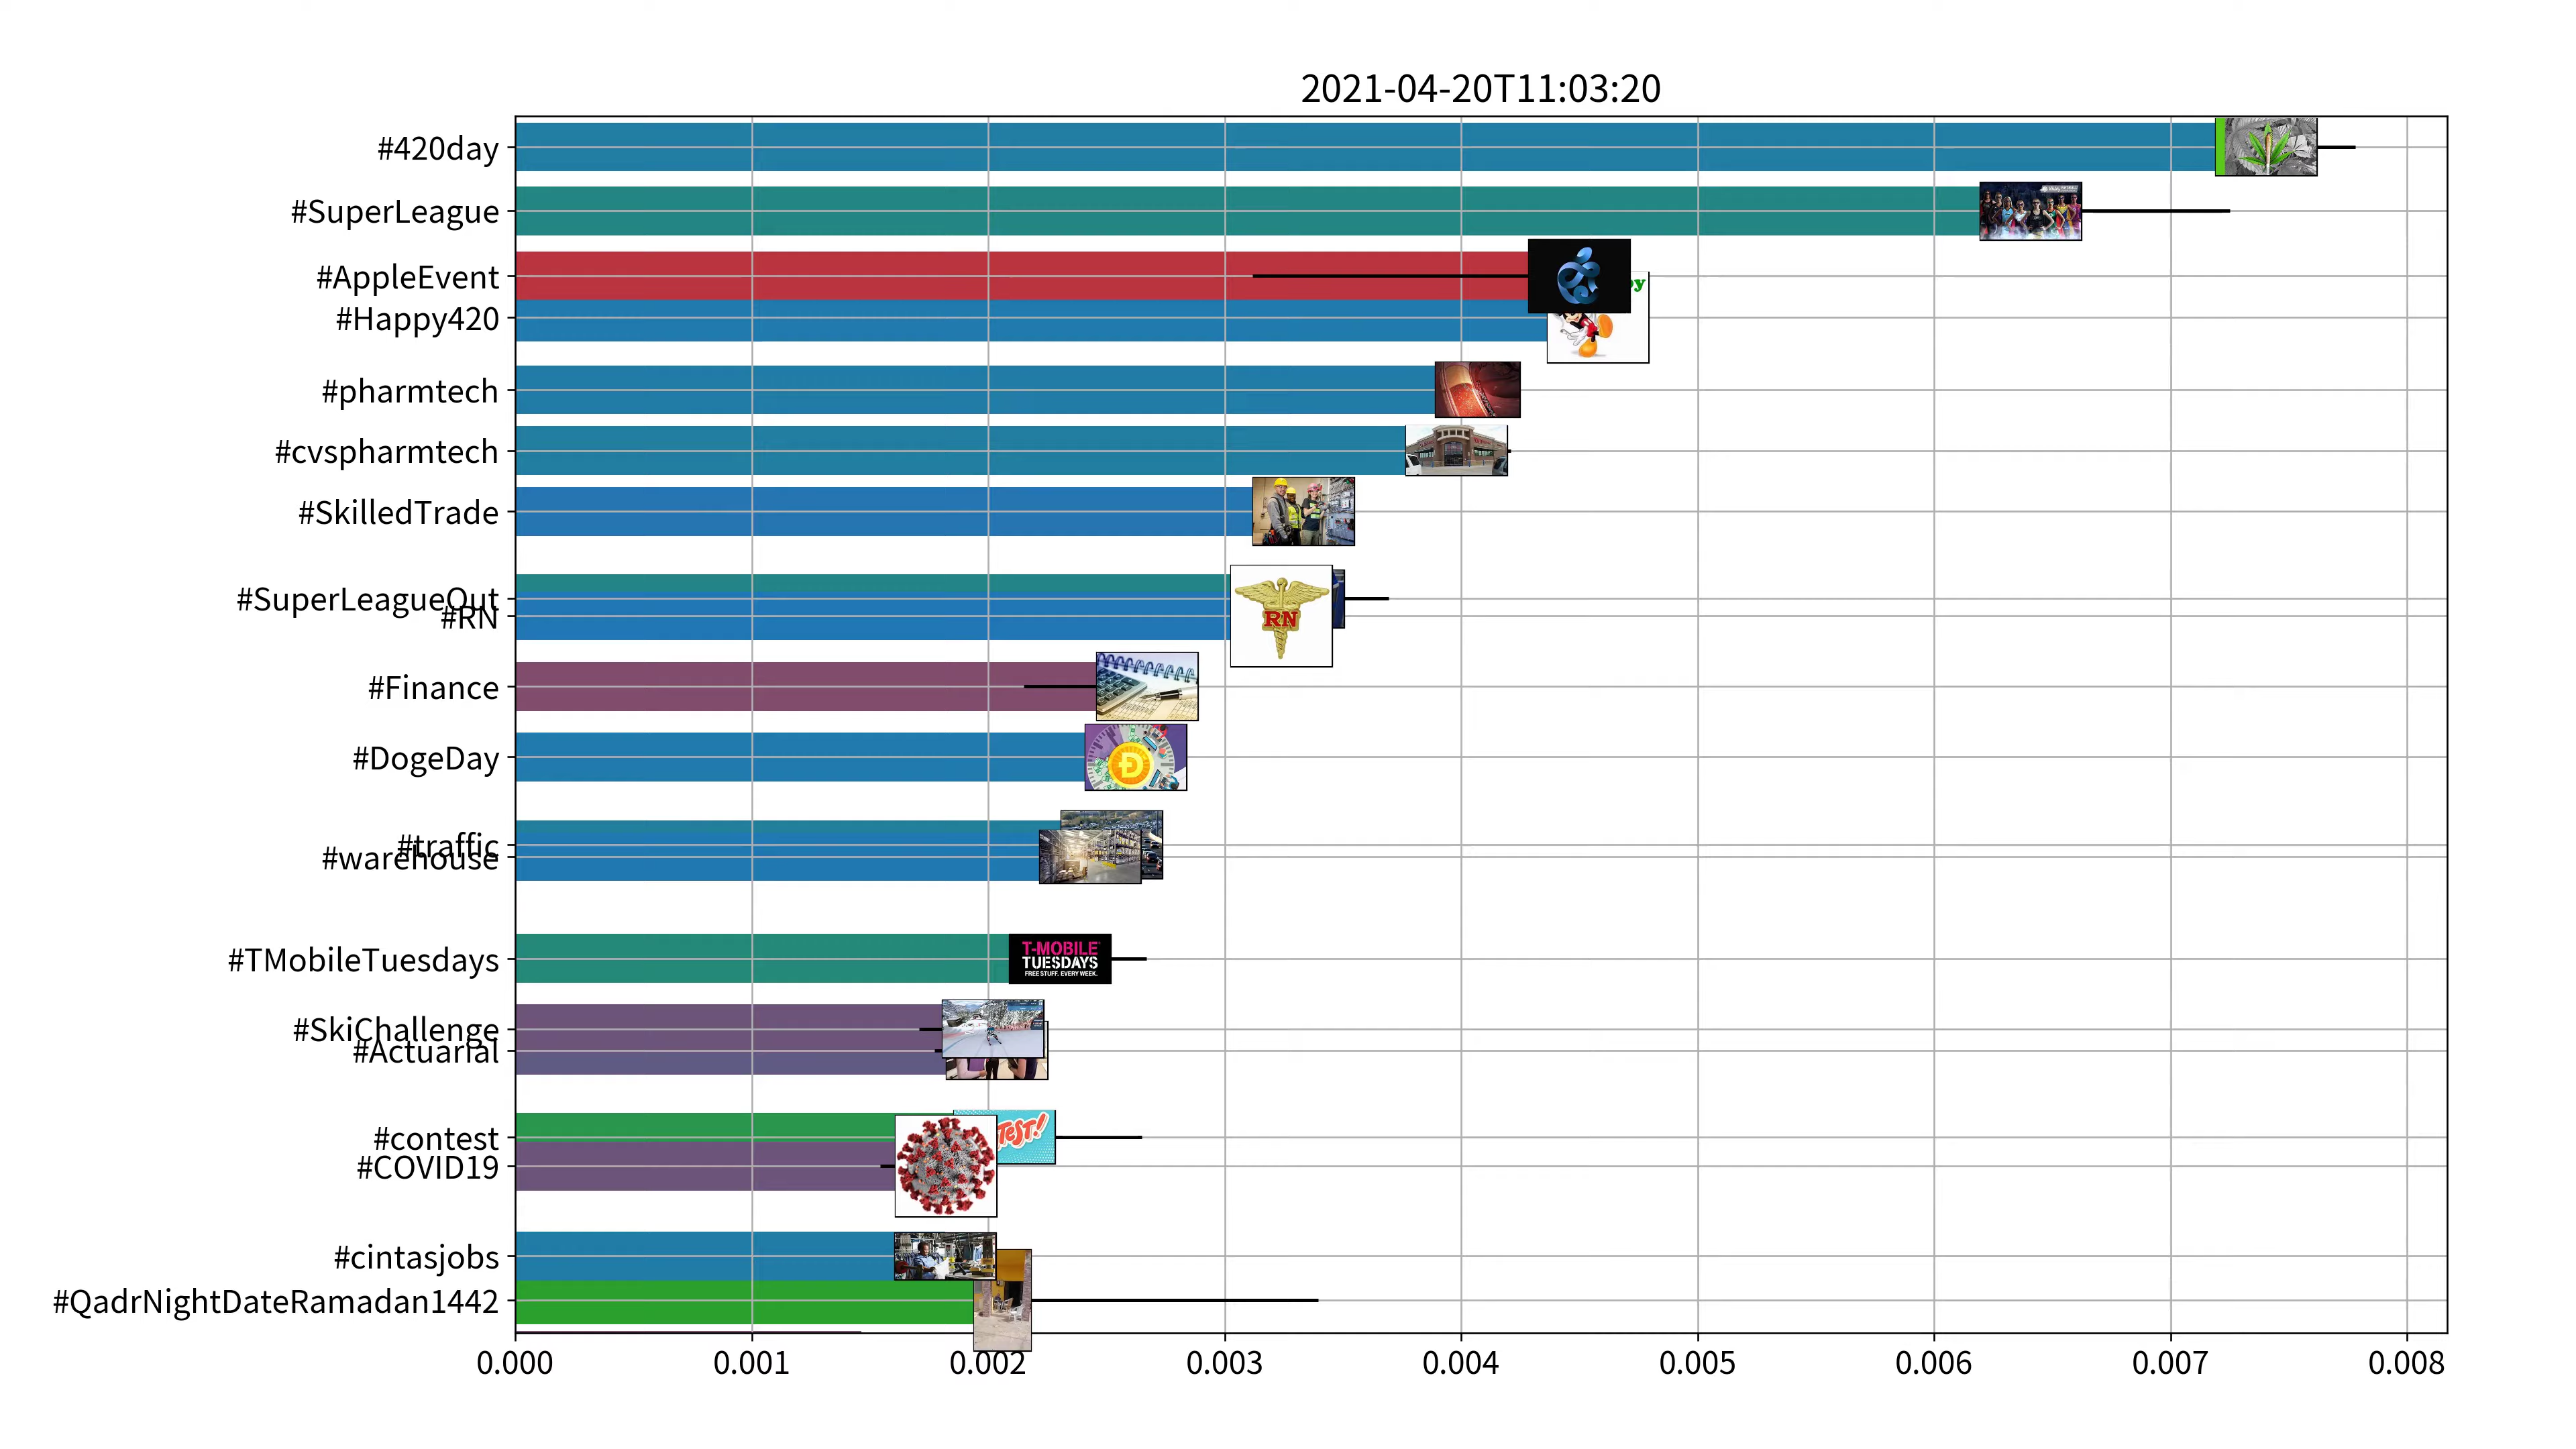 2021-04-20T11:03:20
#420day
#SuperLeague
#AppleEvent
#Happy420
#pharmtech
#cvspharmtech
#SkilledTrade
#SuperLeagueOut
#RN
RN
#Finance
#DogeDay
#traffic
#warehouse
#TMobileTuesdays
T-MOBILE
TUESDAYS
FREE STUFF. EVERY WEEK.
#SkiChallenge
#Actuarial
#contest
#COVID19
#cintasjobs
#QadrNightDateRamadan1442
0.000 0.001 0.002 0.003 0.004 0.005 0.006 0.007 0.008